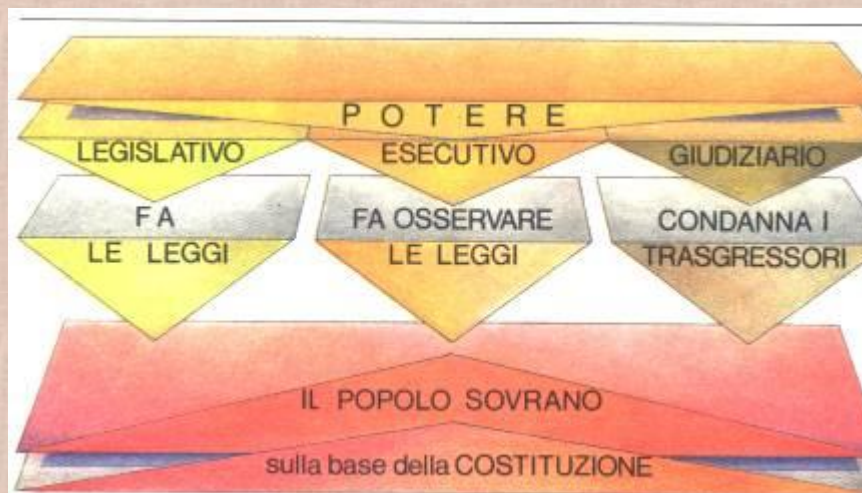 POTERE
LEGISLATIVO ESECUTIVO GIUDIZIARIO
FA FA OSSERVARE CONDANNA I
LE LEGGI LE LEGGI TRASGRESSORI
IL POPOLO SOVRANO
sulla base della COSTITUZIONE